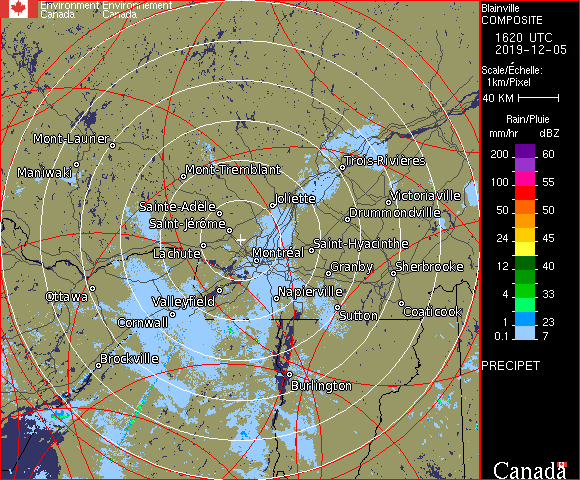 Environment Environnement
Canada Canada
Blainville
COMPOSITE
1620 UTC
2019-12-05
Scale/Échelle:
1km/Pixel
40 KM
Rain/Pluie
mm/hr dBZ
200 60
100 55
50 50
24 45
12 40
4 33
1 23
0.1 7
PRECIPET
Mont-Laurier
Maniwaki
Mont-Tremblant
Trois-Rivières
Joliette
Victoriaville
Sainte-Adèle
Drummondville
Saint-Jérôme
Lachute
Saint-Hyacinthe
Montréal
Granby
Sherbrooke
Ottawa
Valleyfield
Napierville
Cornwall
Sutton
Coaticook
Brockville
Burlington
Canada